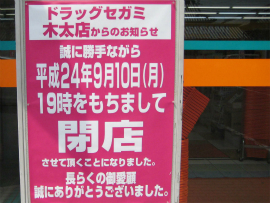 ドラッグセガミ
木太店からのお知らせ
誠に勝手ながら
平成24年9月10日(月)
19時をもちまして
閉店
させて頂くことになりました。
長らくの御愛顧
誠にありがとうございました。